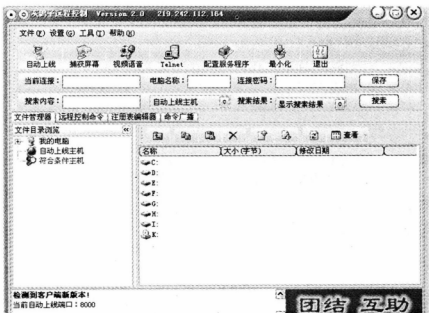 远程控制 Version 2.0 219.242.112.164
文件(F) 设置(G) 工具(T) 帮助(H)
自动上线 捕获屏幕 视频语音 Telnet 配置服务程序 最小化 退出
当前连接: 电脑名称: 连接密码: 保存
搜索内容: 自动上线主机 搜索结果: 显示搜索结果 搜索
文件管理器 远程控制命令 注册表编辑器 命令广播
文件目录浏览
查看
我的电脑
自动上线主机
符合条件主机
名称 大小(字节) 修改日期
C:
D:
E:
F:
G:
H:
I:
K:
检测到客户端新版本!
当前自动上线端口:8000
团结 互助